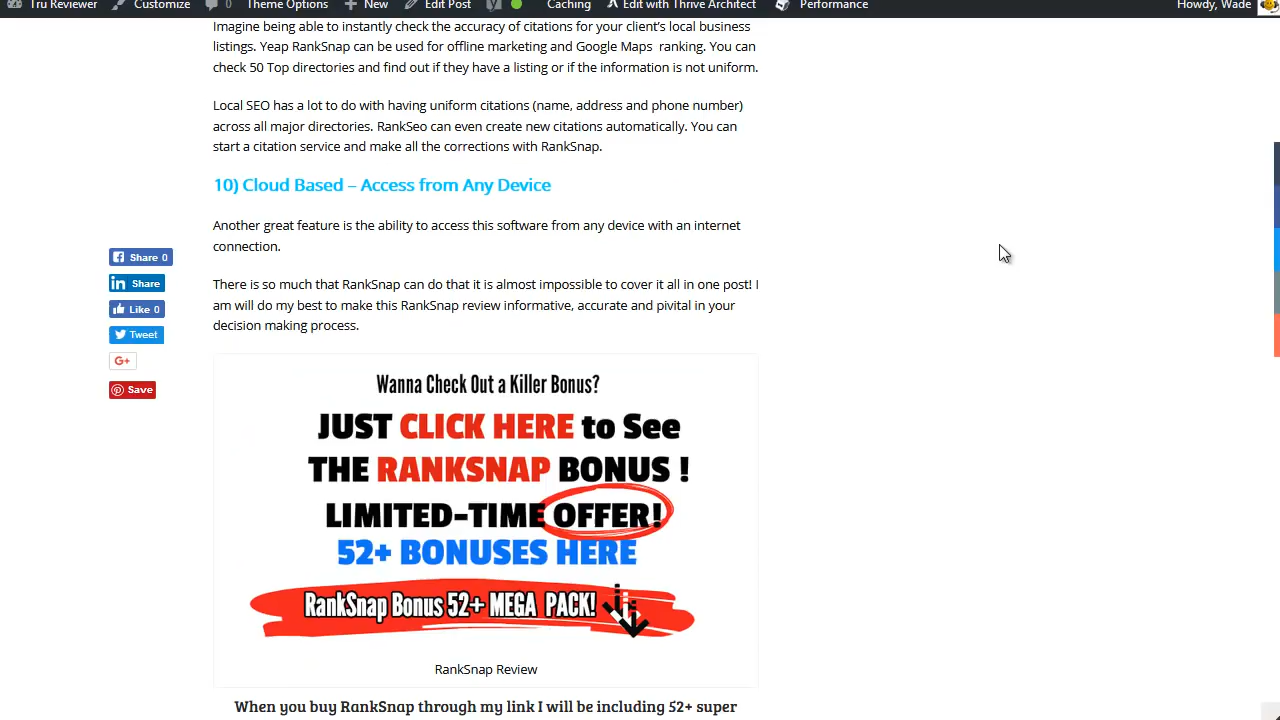 Tru Reviewer Customize 0 Theme Options New Edit Post Caching Edit with Thrive Architect Performance Howdy, Wade
Imagine being able to instantly check the accuracy of citations for your client's local business
listings. Yeap RankSnap can be used for offline marketing and Google Maps ranking. You can
check 50 Top directories and find out if they have a listing or if the information is not uniform.
Local SEO has a lot to do with having uniform citations (name, address and phone number)
across all major directories. RankSeo can even create new citations automatically. You can
start a citation service and make all the corrections with RankSnap.
10) Cloud Based – Access from Any Device
Another great feature is the ability to access this software from any device with an internet
connection.
There is so much that RankSnap can do that it is almost impossible to cover it all in one post! I
am will do my best to make this RankSnap review informative, accurate and pivital in your
decision making process.
Share 0
Share
Like 0
Tweet
G+
Save
Wanna Check Out a Killer Bonus?
JUST CLICK HERE to See
THE RANKSNAP BONUS !
LIMITED-TIME OFFER!
52+ BONUSES HERE
RankSnap Bonus 52+ MEGA PACK!
RankSnap Review
When you buy RankSnap through my link I will be including 52+ super